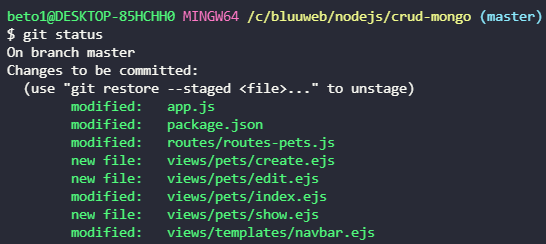 beto1@DESKTOP-85HCHH0 MINGW64 /c/bluuweb/nodejs/crud-mongo (master)
$ git status
On branch master
Changes to be committed:
  (use "git restore --staged <file>..." to unstage)
        modified:   app.js
        modified:   package.json
        modified:   routes/routes-pets.js
        new file:   views/pets/create.ejs
        new file:   views/pets/edit.ejs
        modified:   views/pets/index.ejs
        new file:   views/pets/show.ejs
        modified:   views/templates/navbar.ejs